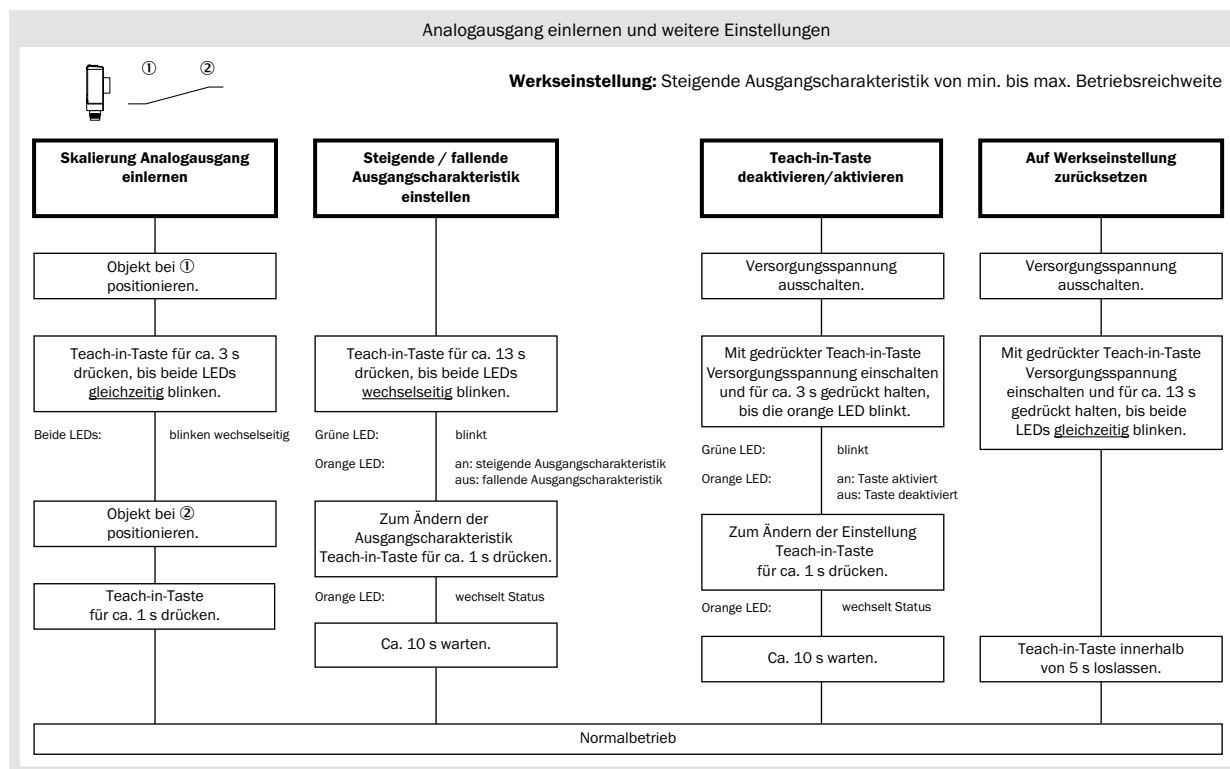 Analogausgang einlernen und weitere Einstellungen
① ②
Werkseinstellung: Steigende Ausgangscharakteristik von min. bis max. Betriebsreichweite
Skalierung Analogausgang
einlernen
Objekt bei ①
positionieren.
Teach-in-Taste für ca. 3 s
drücken, bis beide LEDs
gleichzeitig blinken.
Beide LEDs: blinken wechselseitig
Objekt bei ②
positionieren.
Teach-in-Taste
für ca. 1 s drücken.
Steigende / fallende
Ausgangscharakteristik
einstellen
Teach-in-Taste für ca. 13 s
drücken, bis beide LEDs
wechselseitig blinken.
Grüne LED: blinkt
Orange LED: an: steigende Ausgangscharakteristik
aus: fallende Ausgangscharakteristik
Zum Ändern der
Ausgangscharakteristik
Teach-in-Taste für ca. 1 s drücken.
Orange LED: wechselt Status
Ca. 10 s warten.
Teach-in-Taste
deaktivieren/aktivieren
Versorgungsspannung
ausschalten.
Mit gedrückter Teach-in-Taste
Versorgungsspannung einschalten
und für ca. 3 s gedrückt halten,
bis die orange LED blinkt.
Grüne LED: blinkt
Orange LED: an: Taste aktiviert
aus: Taste deaktiviert
Zum Ändern der Einstellung
Teach-in-Taste
für ca. 1 s drücken.
Orange LED: wechselt Status
Ca. 10 s warten.
Auf Werkseinstellung
zurücksetzen
Versorgungsspannung
ausschalten.
Mit gedrückter Teach-in-Taste
Versorgungsspannung
einschalten und für ca. 13 s
gedrückt halten, bis beide
LEDs gleichzeitig blinken.
Teach-in-Taste innerhalb
von 5 s loslassen.
Normalbetrieb